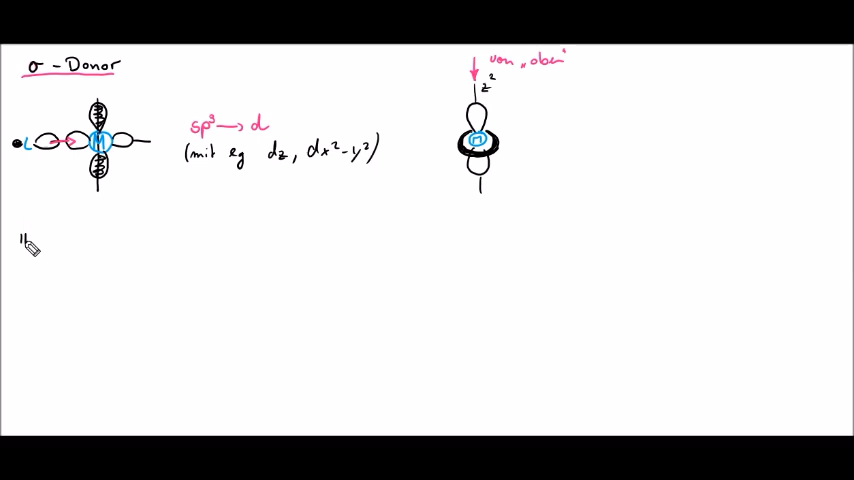 σ - Donor
von „oben"
z²
L M
sp³ → d
(mit eg dz, dx²-y²)
M